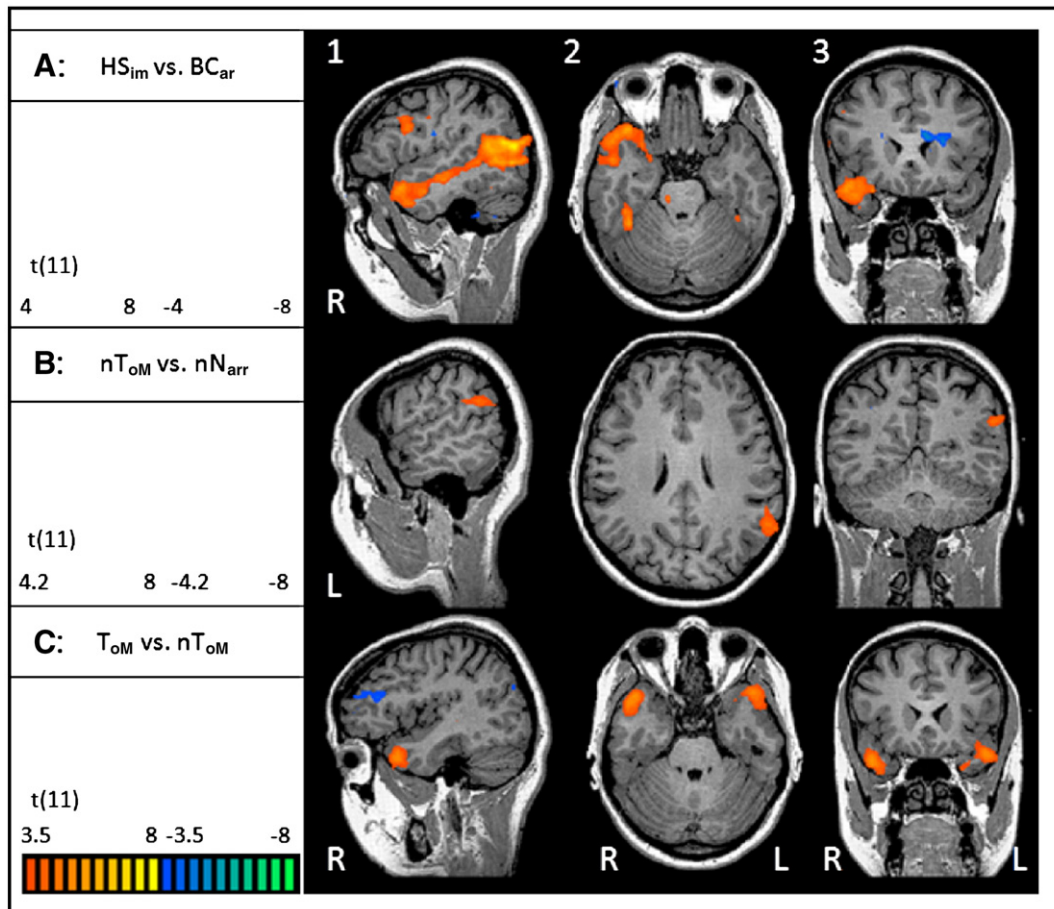 A: HSim vs. BCar
1 2 3
t(11)
4 8 -4 -8
R
B: nToM vs. nNarr
t(11)
4.2 8 -4.2 -8
L
C: ToM vs. nToM
t(11)
3.5 8 -3.5 -8
R R L R L